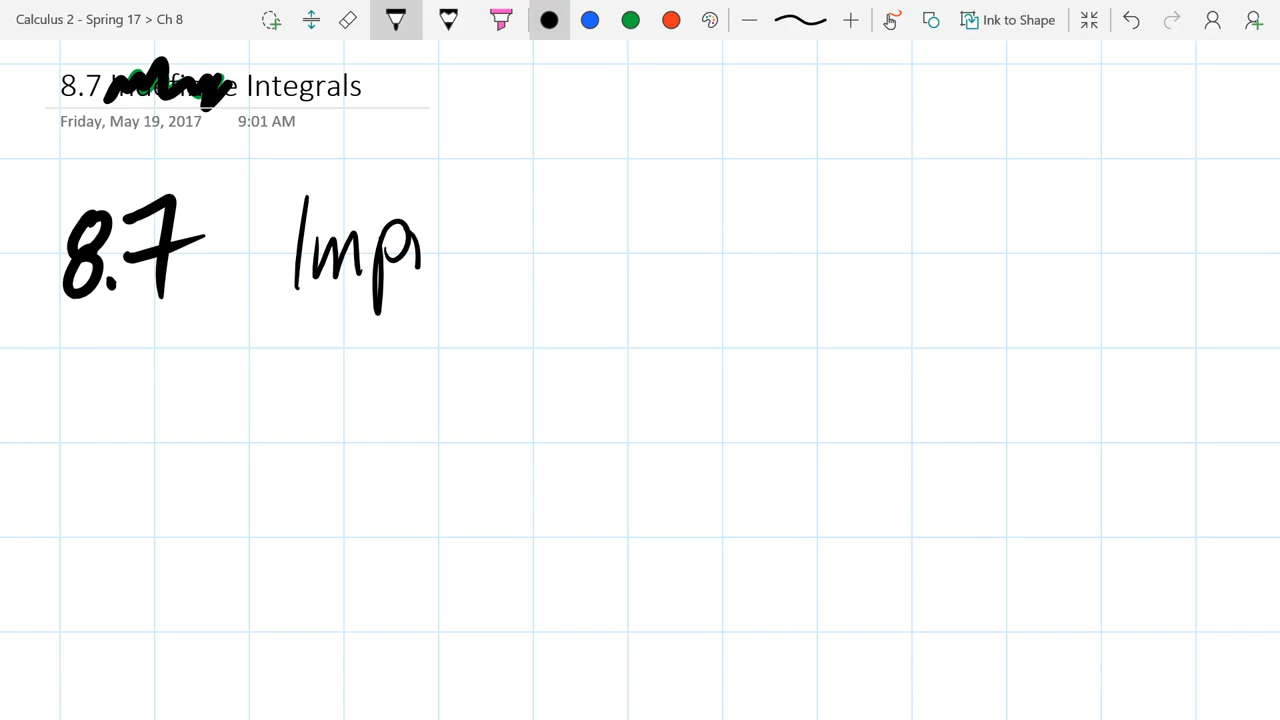 Calculus 2 - Spring 17 > Ch 8
Ink to Shape
8.7 Integrals
Friday, May 19, 2017 9:01 AM
8.7 Impr